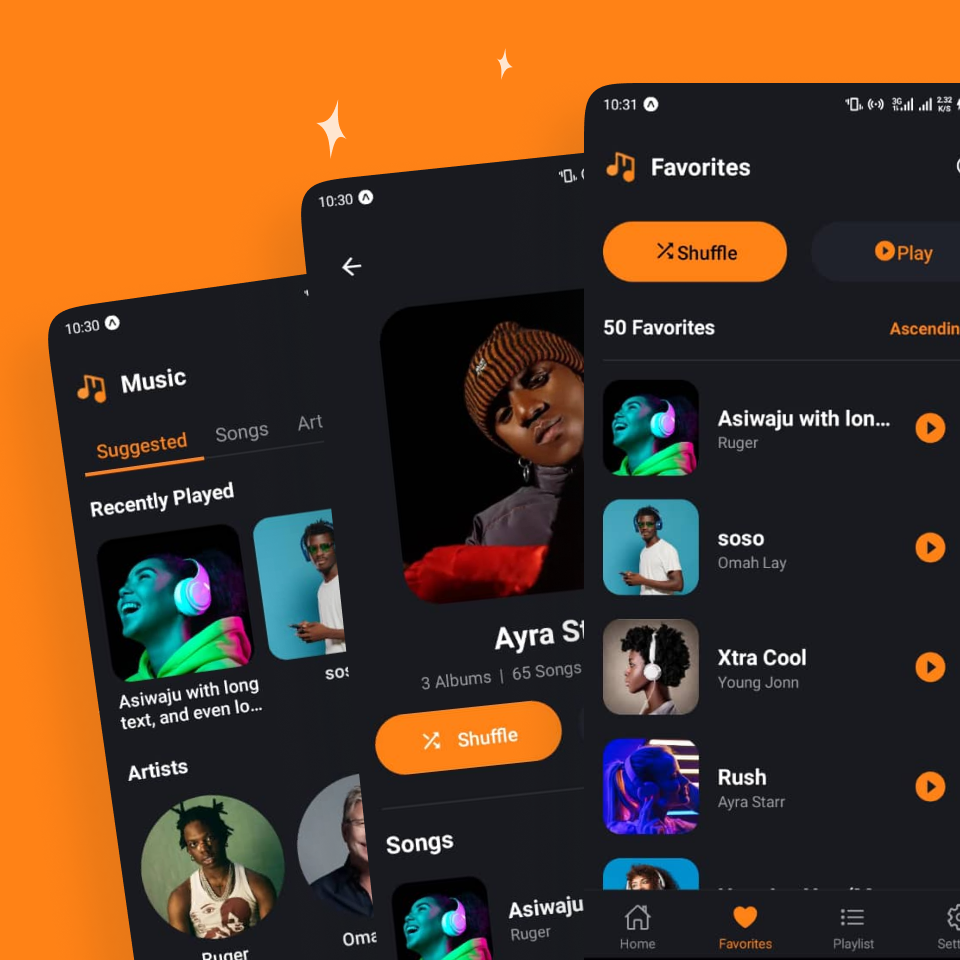 10:30
Music
Suggested
Songs
Art
Recently Played
Asiwaju with long
text, and even lo...
sos
Artists
Ruger
Oma
10:30
Ayra St
3 Albums | 65 Songs
Shuffle
Songs
Asiwaju
Ruger
10:31
3G
2.32
K/S
Favorites
Shuffle
Play
50 Favorites
Ascendin
Asiwaju with lon...
Ruger
soso
Omah Lay
Xtra Cool
Young Jonn
Rush
Ayra Starr
Home
Favorites
Playlist
Sett